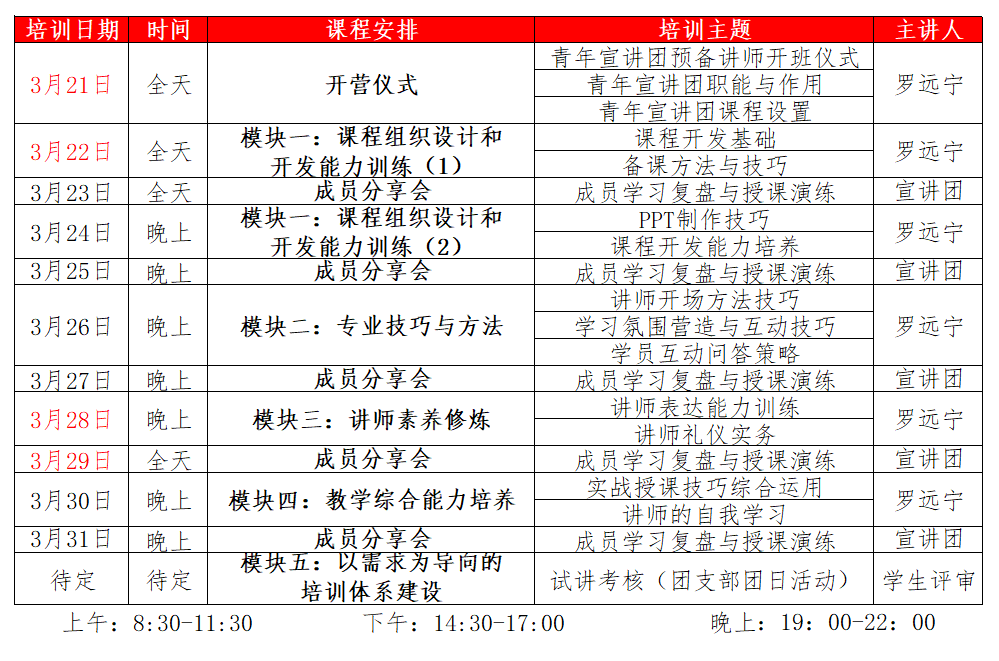 培训日期 时间 课程安排 培训主题 主讲人
3月21日 全天 开营仪式 青年宣讲团预备讲师开班仪式 罗远宁
青年宣讲团职能与作用
青年宣讲团课程设置
3月22日 全天 模块一：课程组织设计和 课程开发基础 罗远宁
开发能力训练（1） 备课方法与技巧
3月23日 全天 成员分享会 成员学习复盘与授课演练 宣讲团
3月24日 晚上 模块一：课程组织设计和 PPT制作技巧 罗远宁
开发能力训练（2） 课程开发能力培养
3月25日 晚上 成员分享会 成员学习复盘与授课演练 宣讲团
3月26日 晚上 模块二：专业技巧与方法 讲师开场方法技巧 罗远宁
学习氛围营造与互动技巧
学员互动问答策略
3月27日 晚上 成员分享会 成员学习复盘与授课演练 宣讲团
3月28日 晚上 模块三：讲师素养修炼 讲师表达能力训练 罗远宁
讲师礼仪实务
3月29日 全天 成员分享会 成员学习复盘与授课演练 宣讲团
3月30日 晚上 模块四：教学综合能力培养 实战授课技巧综合运用 罗远宁
讲师的自我学习
3月31日 晚上 成员分享会 成员学习复盘与授课演练 宣讲团
待定 待定 模块五：以需求为导向的 试讲考核（团支部团日活动） 学生评审
培训体系建设
上午：8:30-11:30 下午：14:30-17:00 晚上：19：00-22：00